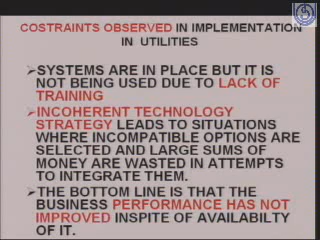 COSTRAINTS OBSERVED IN IMPLEMENTATION
IN UTILITIES
➢SYSTEMS ARE IN PLACE BUT IT IS
NOT BEING USED DUE TO LACK OF
TRAINING
➢INCOHERENT TECHNOLOGY
STRATEGY LEADS TO SITUATIONS
WHERE INCOMPATIBLE OPTIONS ARE
SELECTED AND LARGE SUMS OF
MONEY ARE WASTED IN ATTEMPTS
TO INTEGRATE THEM.
➢THE BOTTOM LINE IS THAT THE
BUSINESS PERFORMANCE HAS NOT
IMPROVED INSPITE OF AVAILABILTY
OF IT.